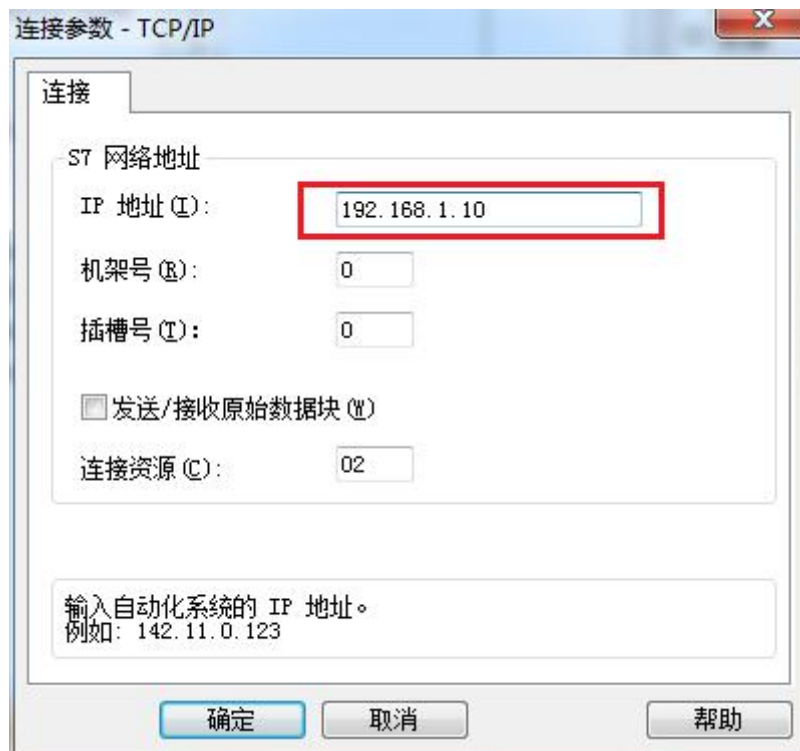 连接参数 - TCP/IP
连接
S7 网络地址
IP 地址(I):
192.168.1.10
机架号(R):
0
插槽号(T):
0
发送/接收原始数据块(W)
连接资源(C):
02
输入自动化系统的 IP 地址。
例如: 142.11.0.123
确定
取消
帮助